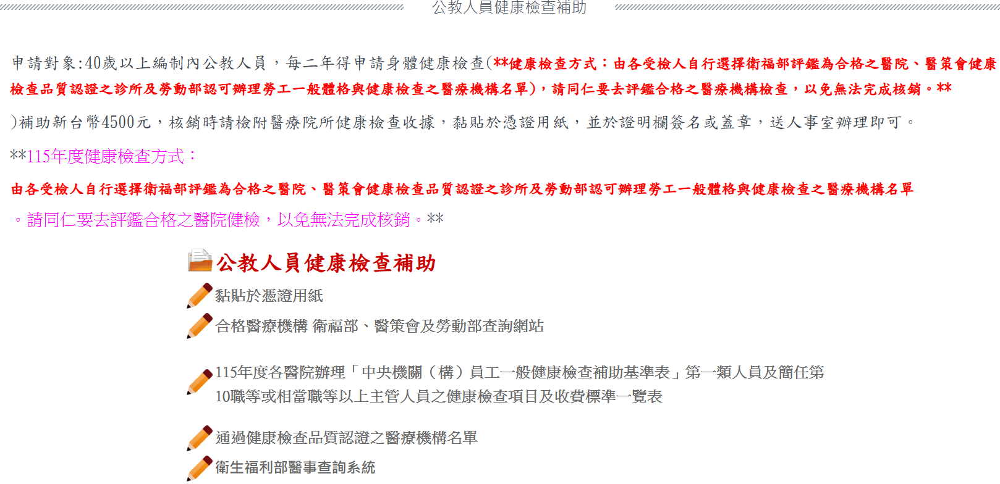 公教人員健康檢查補助
申請對象:40歲以上編制內公教人員，每二年得申請身體健康檢查(**健康檢查方式：由各受檢人自行選擇衛福部評鑑為合格之醫院、醫策會健康
檢查品質認證之診所及勞動部認可辦理勞工一般體格與健康檢查之醫療機構名單)，請同仁要去評鑑合格之醫療機構檢查，以免無法完成核銷。**
)補助新台幣4500元，核銷時請檢附醫療院所健康檢查收據，黏貼於憑證用紙，並於證明欄簽名或蓋章，送人事室辦理即可。
**115年度健康檢查方式：
由各受檢人自行選擇衛福部評鑑為合格之醫院、醫策會健康檢查品質認證之診所及勞動部認可辦理勞工一般體格與健康檢查之醫療機構名單
。請同仁要去評鑑合格之醫院健檢，以免無法完成核銷。**
公教人員健康檢查補助
黏貼於憑證用紙
合格醫療機構 衛福部、醫策會及勞動部查詢網站
115年度各醫院辦理「中央機關（構）員工一般健康檢查補助基準表」第一類人員及簡任第
10職等或相當職等以上主管人員之健康檢查項目及收費標準一覽表
通過健康檢查品質認證之醫療機構名單
衛生福利部醫事查詢系統